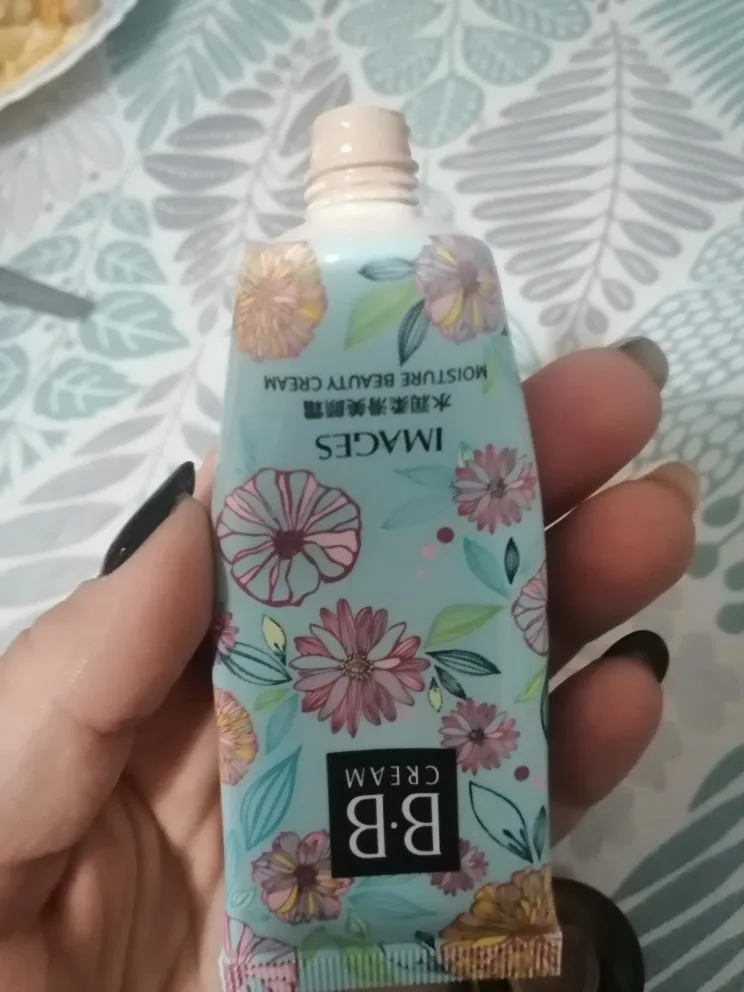 B·B
CREAM
IMAGES
水润柔滑美颜霜
MOISTURE BEAUTY CREAM